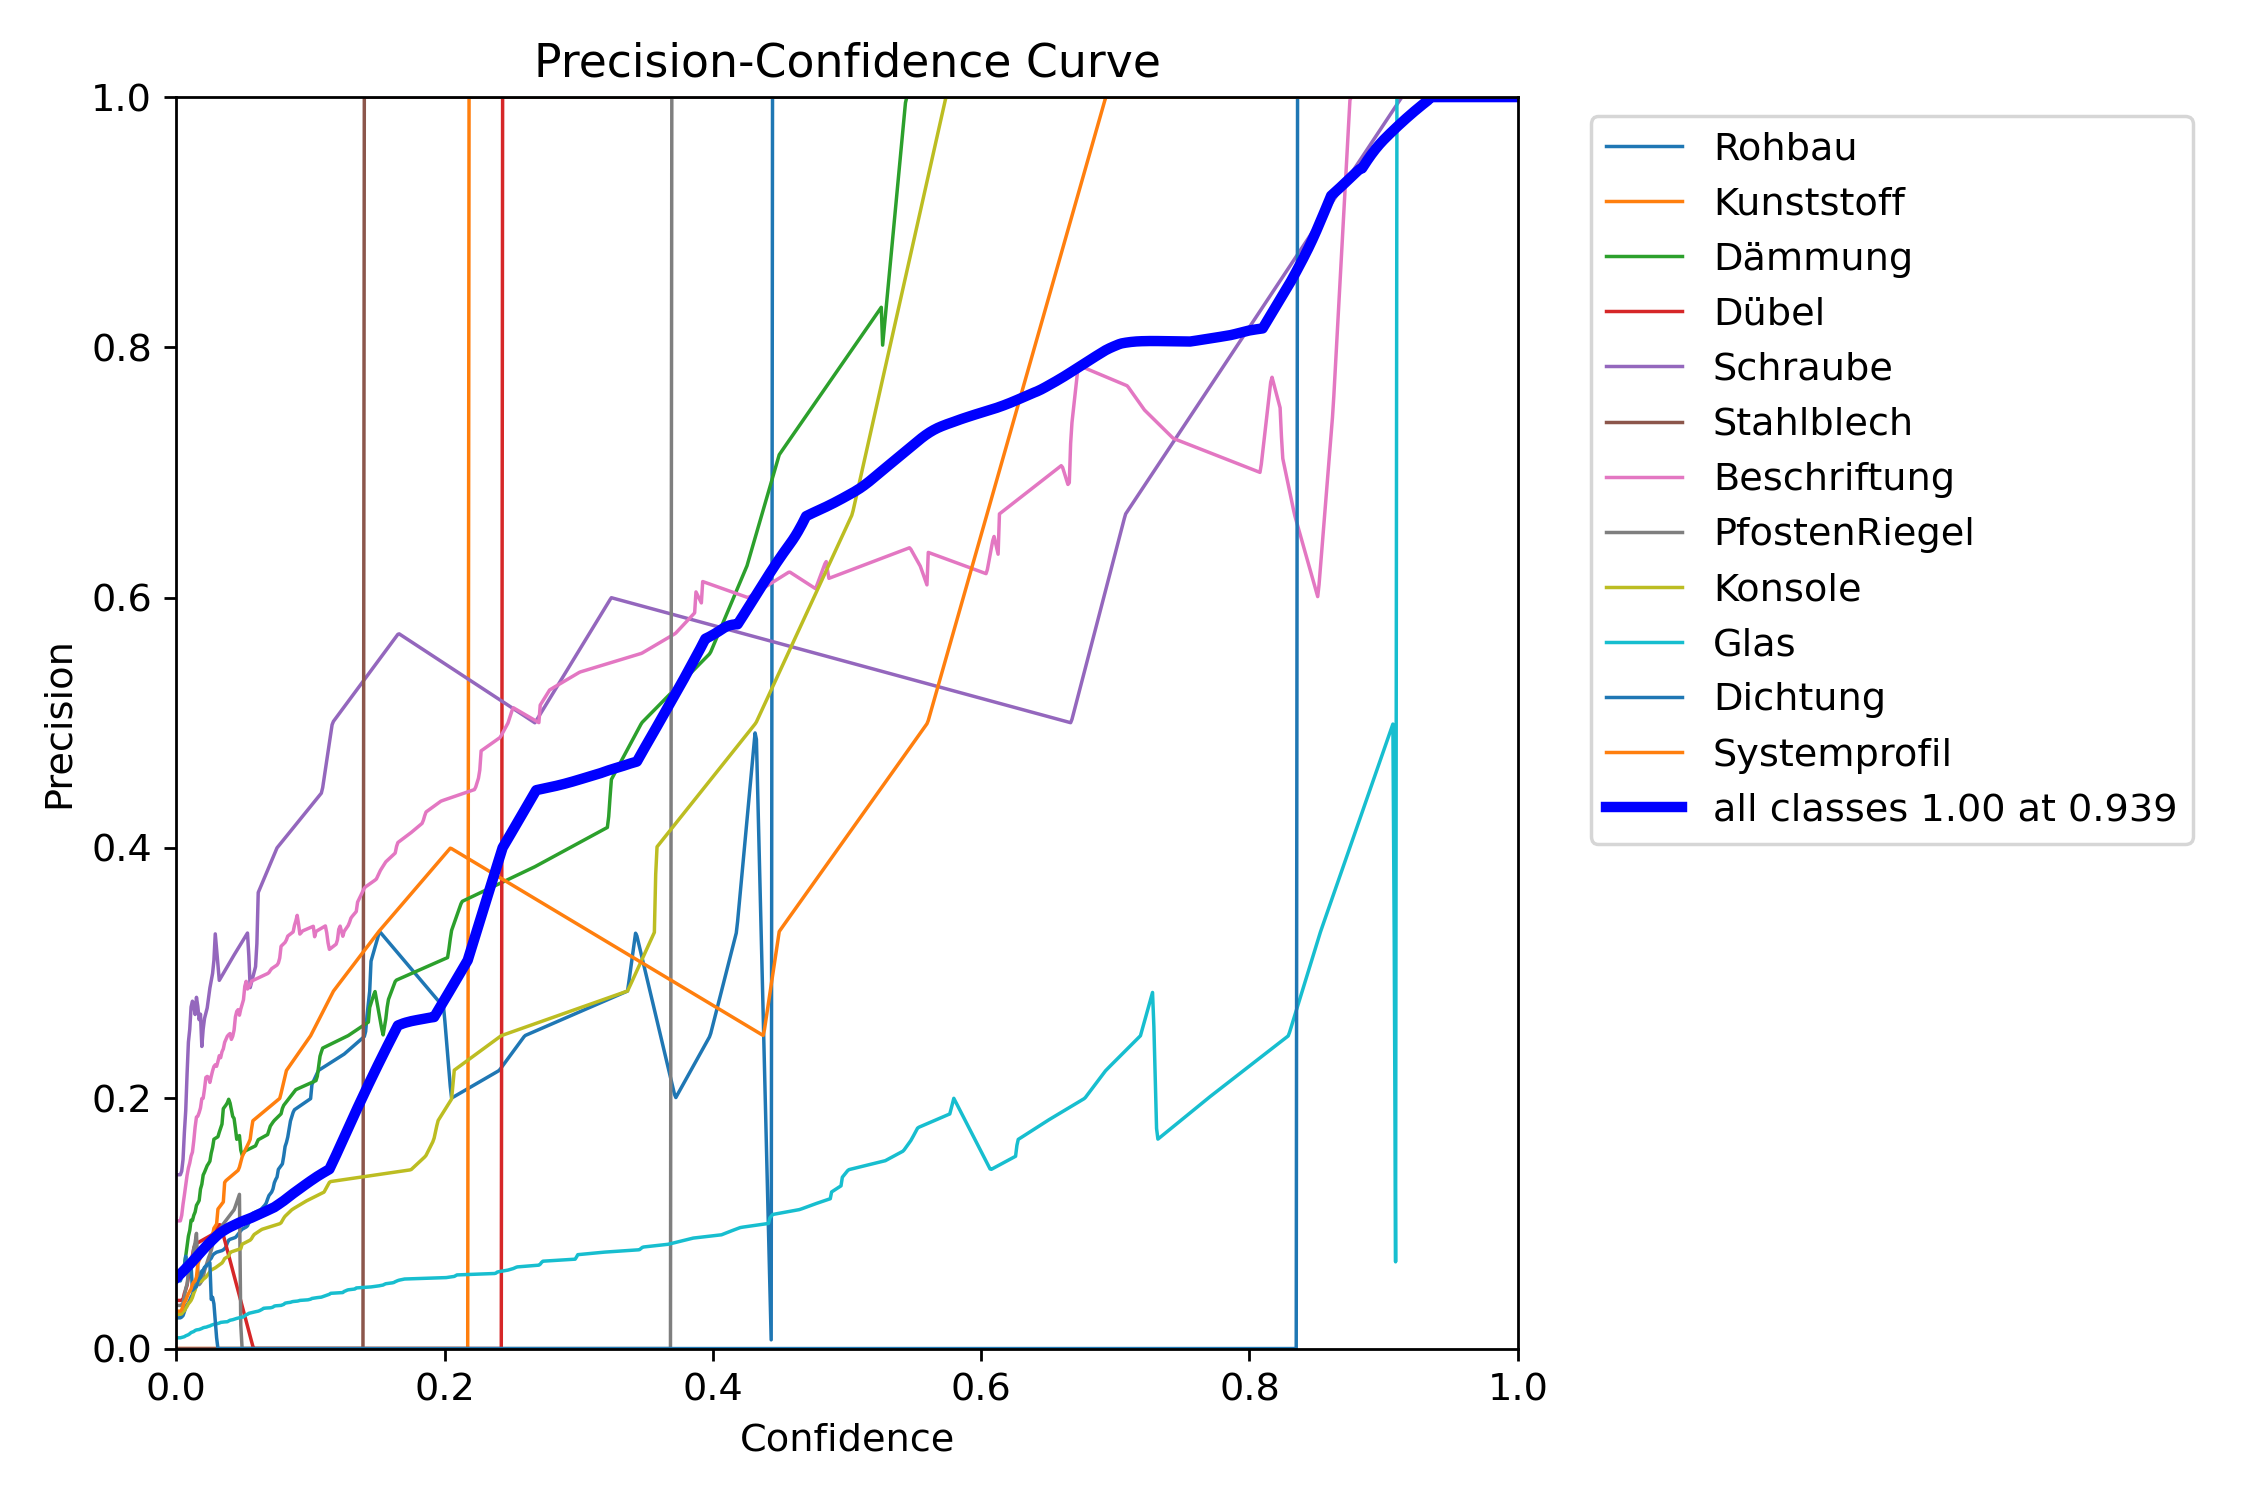 Precision-Confidence Curve
1.0
0.8
0.6
0.4
0.2
0.0
Precision
0.0 0.2 0.4 0.6 0.8 1.0
Confidence
Rohbau
Kunststoff
Dämmung
Dübel
Schraube
Stahlblech
Beschriftung
PfostenRiegel
Konsole
Glas
Dichtung
Systemprofil
all classes 1.00 at 0.939